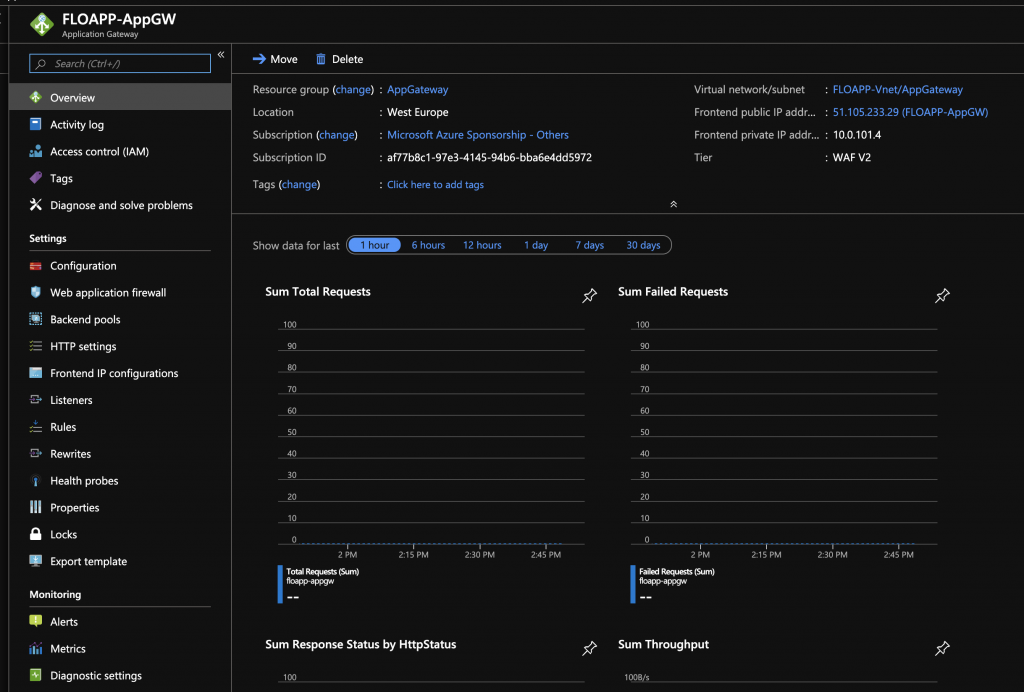 FLOAPP-AppGW
Application Gateway
Search (Ctrl+/)
«
Overview
Activity log
Access control (IAM)
Tags
Diagnose and solve problems
Settings
Configuration
Web application firewall
Backend pools
HTTP settings
Frontend IP configurations
Listeners
Rules
Rewrites
Health probes
Properties
Locks
Export template
Monitoring
Alerts
Metrics
Diagnostic settings
Move Delete
Resource group (change) : AppGateway
Location : West Europe
Subscription (change) : Microsoft Azure Sponsorship - Others
Subscription ID : af77b8c1-97e3-4145-94b6-bba6e4dd5972
Tags (change) : Click here to add tags
Virtual network/subnet : FLOAPP-Vnet/AppGateway
Frontend public IP addr... : 51.105.233.29 (FLOAPP-AppGW)
Frontend private IP addr... : 10.0.101.4
Tier : WAF V2
Show data for last 1 hour 6 hours 12 hours 1 day 7 days 30 days
Sum Total Requests
100
90
80
70
60
50
40
30
20
10
0
2 PM 2:15 PM 2:30 PM 2:45 PM
Total Requests (Sum)
floapp-appgw
--
Sum Failed Requests
100
90
80
70
60
50
40
30
20
10
0
2 PM 2:15 PM 2:30 PM 2:45 PM
Failed Requests (Sum)
floapp-appgw
--
Sum Response Status by HttpStatus
100
Sum Throughput
100B/s